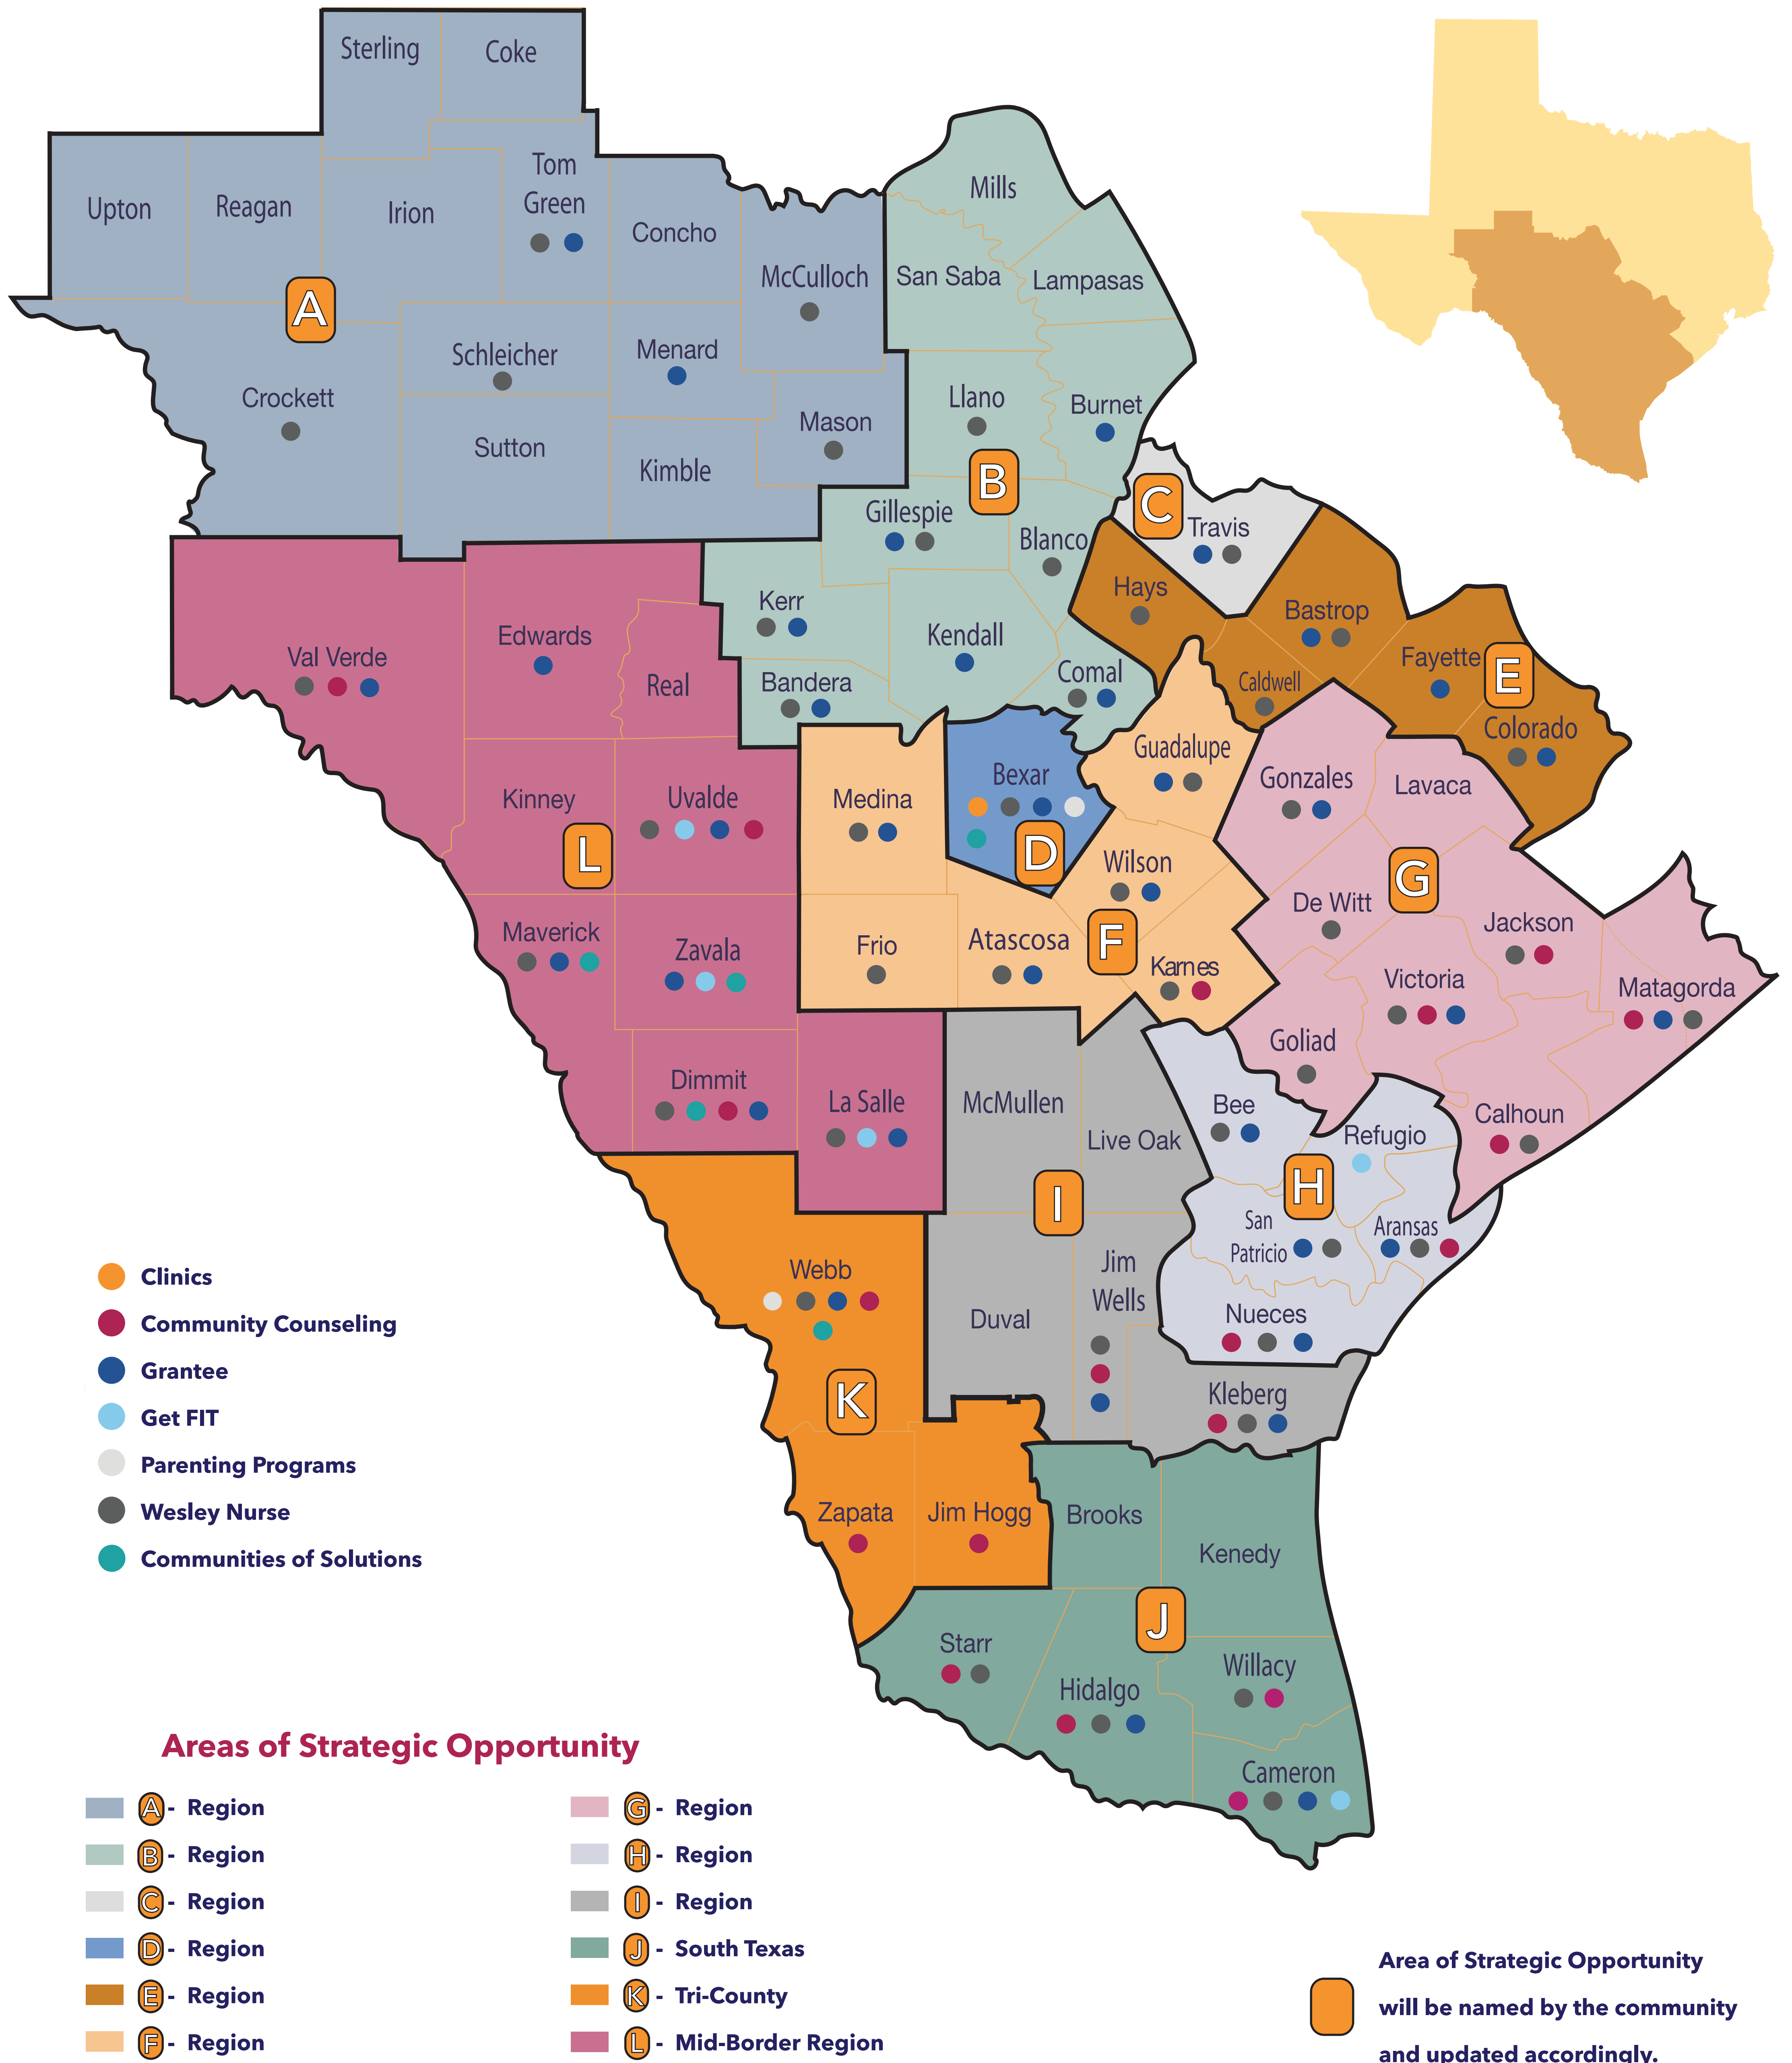 Sterling
Coke
Upton
Reagan
Irion
Tom
Green
Concho
McCulloch
A
Crockett
Schleicher
Menard
Mason
Sutton
Kimble
Mills
San Saba
Lampasas
Llano
Burnet
B
Gillespie
Blanco
Kerr
Kendall
Bandera
Comal
C
Travis
Hays
Bastrop
Caldwell
Fayette
E
Colorado
Val Verde
Edwards
Real
Kinney
Uvalde
L
Maverick
Zavala
Dimmit
La Salle
Medina
Bexar
D
Guadalupe
Wilson
Frio
Atascosa
F
Karnes
Gonzales
Lavaca
De Witt
G
Jackson
Victoria
Matagorda
Goliad
Calhoun
McMullen
Live Oak
I
Duval
Jim
Wells
Kleberg
Bee
Refugio
H
San
Patricio
Aransas
Nueces
Webb
K
Zapata
Jim Hogg
Brooks
Kenedy
J
Starr
Hidalgo
Willacy
Cameron
Clinics
Community Counseling
Grantee
Get FIT
Parenting Programs
Wesley Nurse
Communities of Solutions
Areas of Strategic Opportunity
A - Region
B - Region
C - Region
D - Region
E - Region
F - Region
G - Region
H - Region
I - Region
J - South Texas
K - Tri-County
L - Mid-Border Region
Area of Strategic Opportunity
will be named by the community
and updated accordingly.